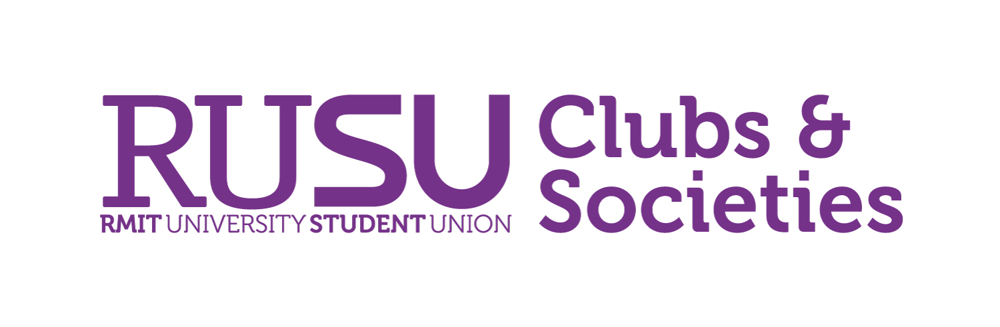 RUSU
RMIT UNIVERSITY STUDENT UNION
Clubs &
Societies